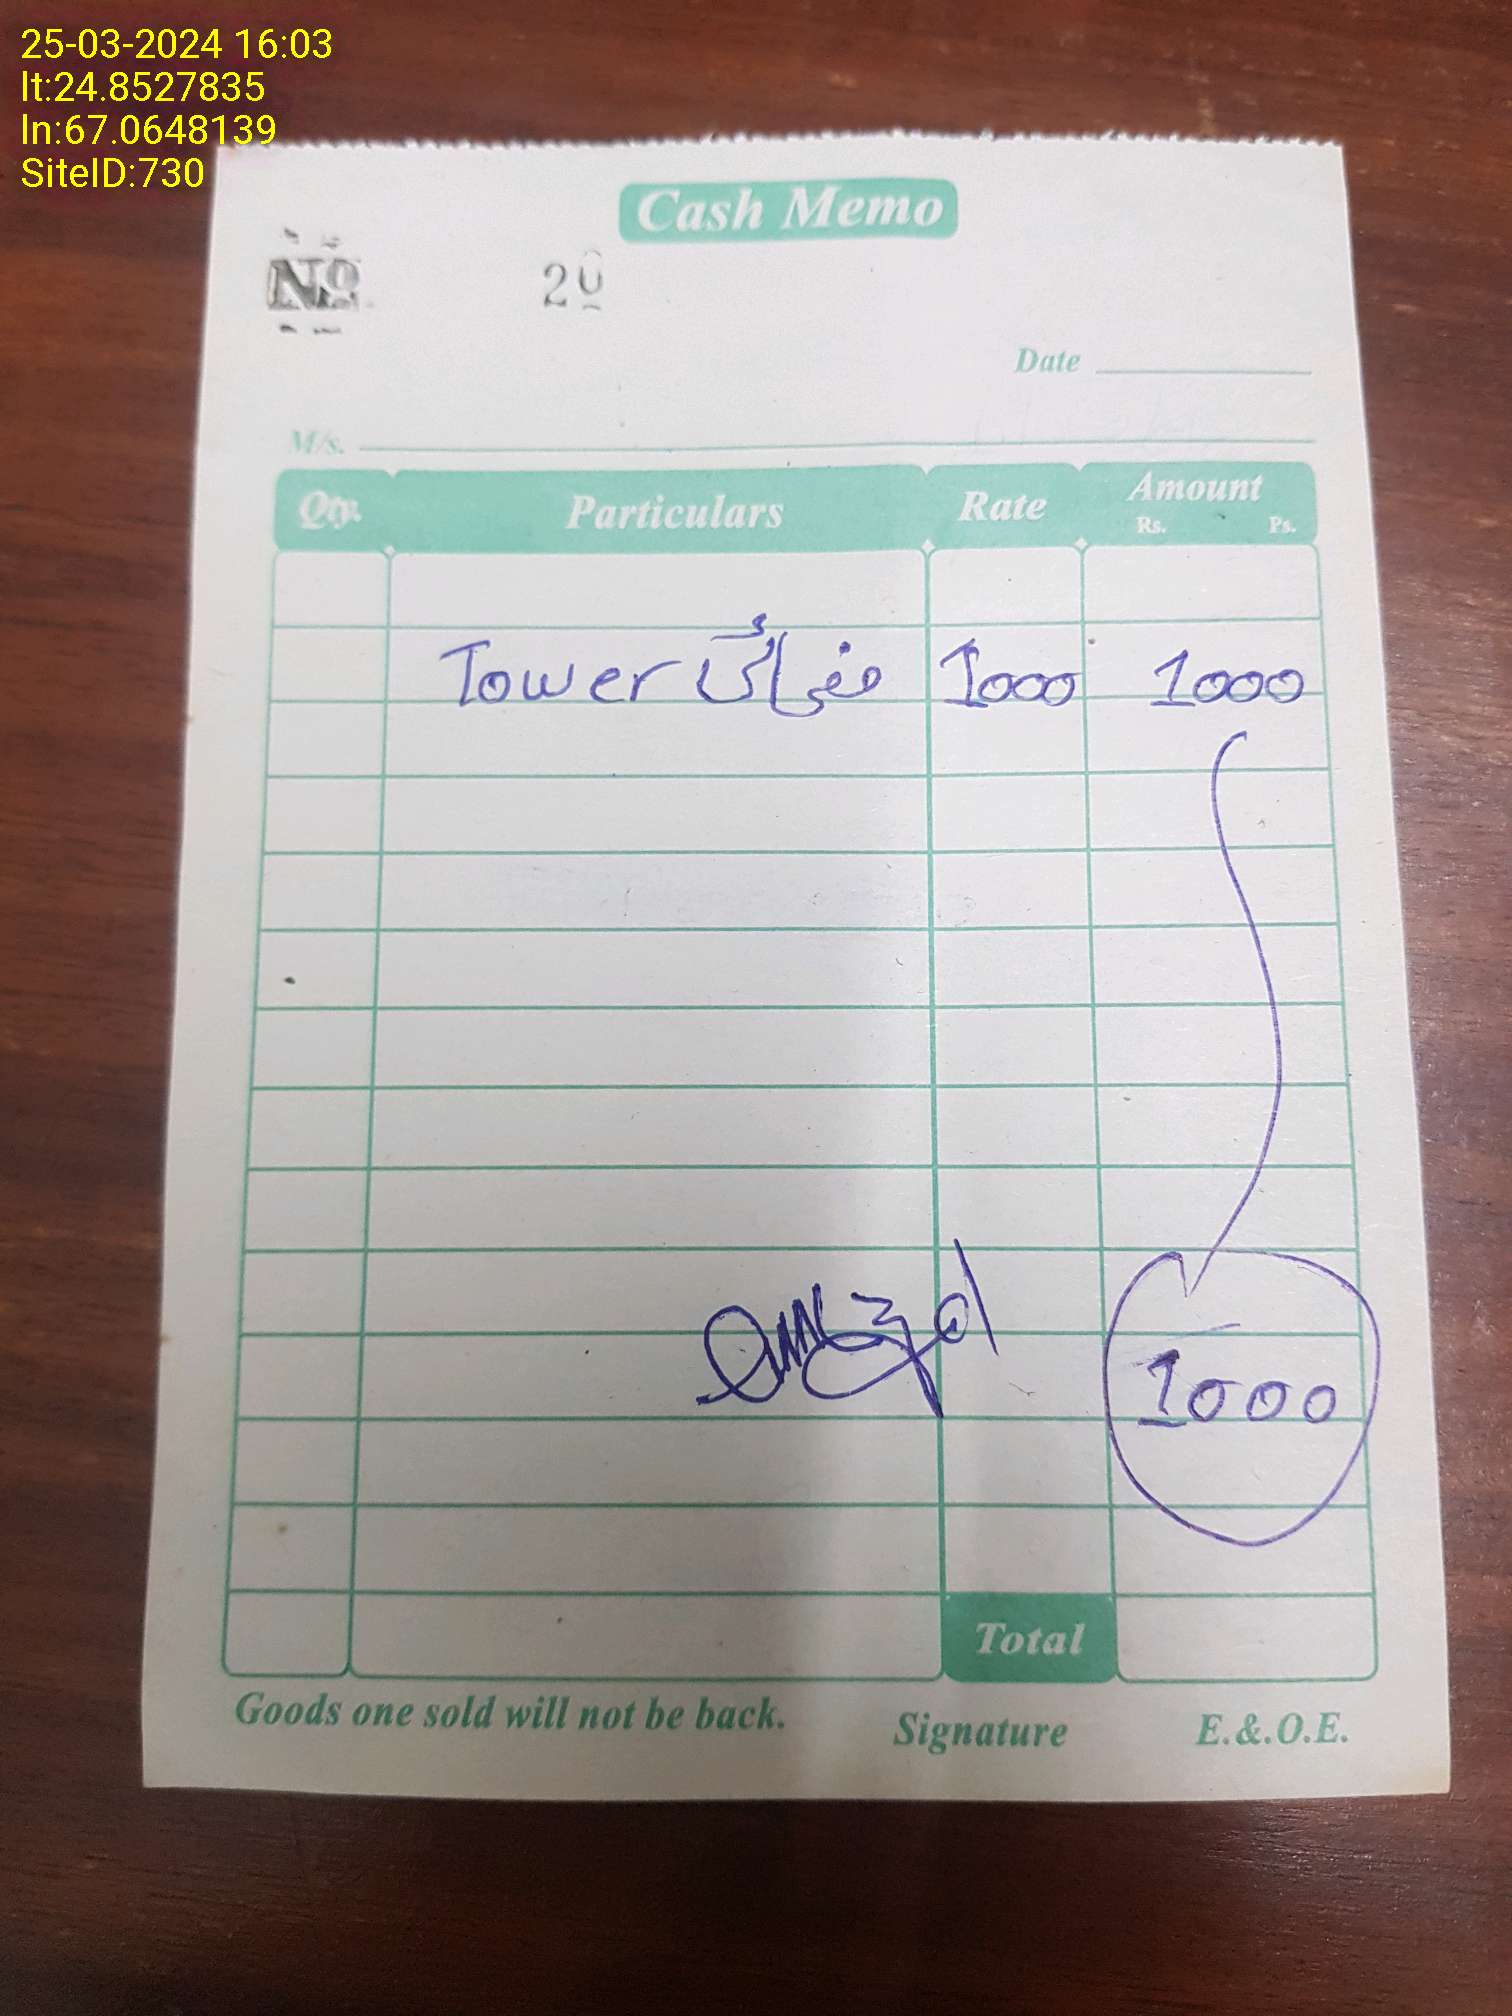 25-03-2024 16:03
lt:24.8527835
ln:67.0648139
SiteID:730
Cash Memo
No 20
Date
M/s.
Qty. Particulars Rate Amount
Rs. Ps.
Tower صفائی 1000 1000
1000
Total
Goods one sold will not be back. Signature E.&.O.E.